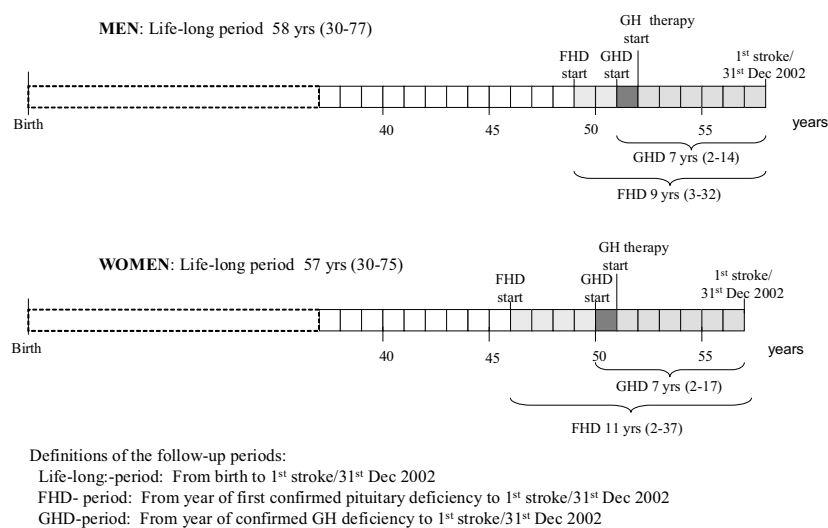 MEN: Life-long period 58 yrs (30-77)
GH therapy
start
FHD
start
GHD
start
1st stroke/
31st Dec 2002
Birth
40
45
50
55
years
GHD 7 yrs (2-14)
FHD 9 yrs (3-32)
WOMEN: Life-long period 57 yrs (30-75)
GH therapy
start
FHD
start
GHD
start
1st stroke/
31st Dec 2002
Birth
40
45
50
55
years
GHD 7 yrs (2-17)
FHD 11 yrs (2-37)
Definitions of the follow-up periods:
Life-long:-period: From birth to 1st stroke/31st Dec 2002
FHD- period: From year of first confirmed pituitary deficiency to 1st stroke/31st Dec 2002
GHD-period: From year of confirmed GH deficiency to 1st stroke/31st Dec 2002